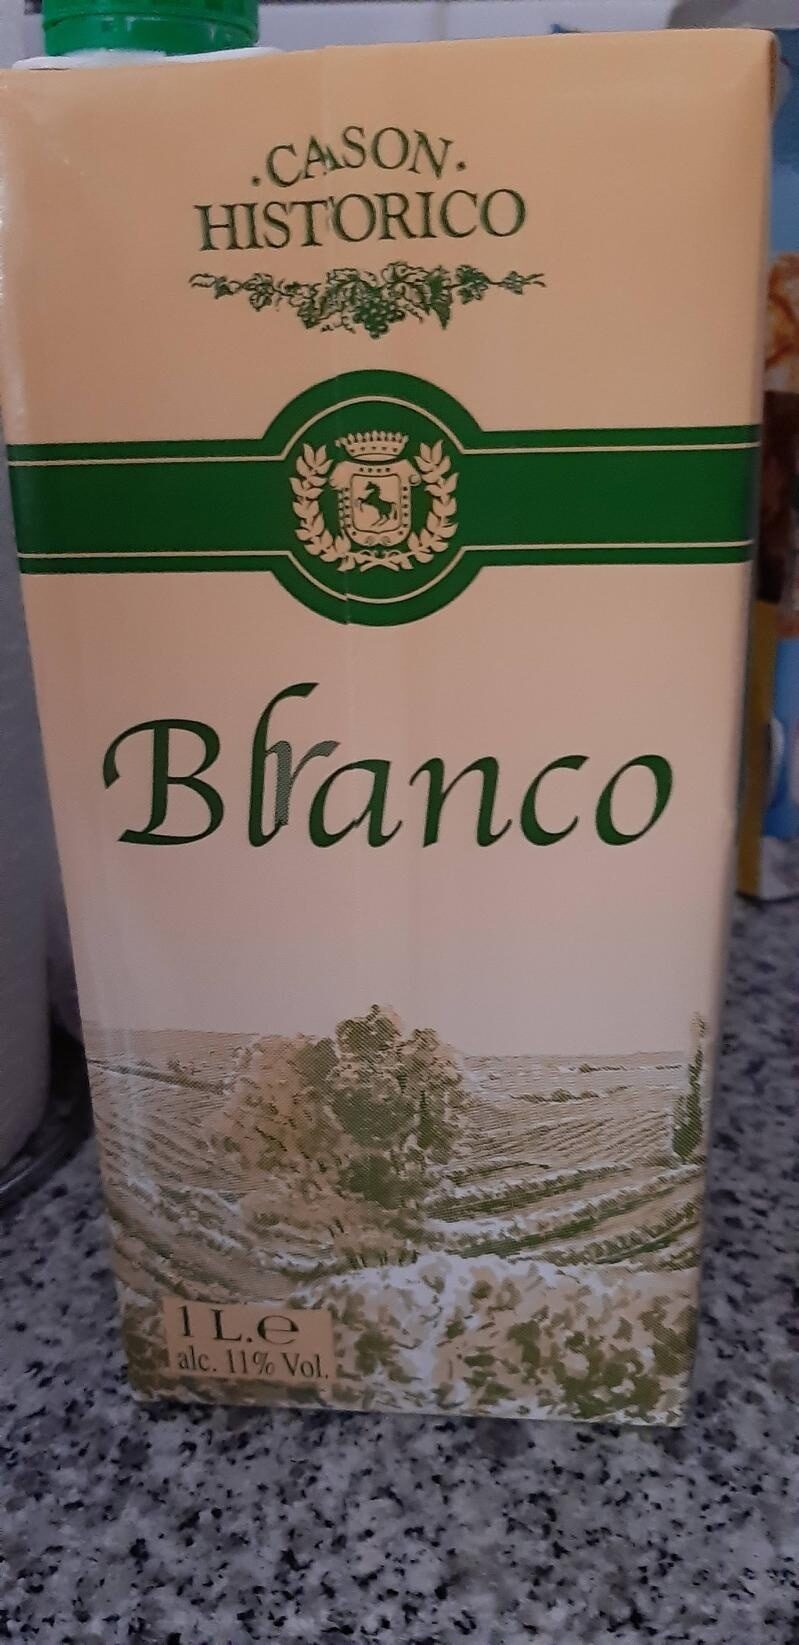 .CASON.
HISTORICO
Blanco
1 L.e
alc. 11% Vol.